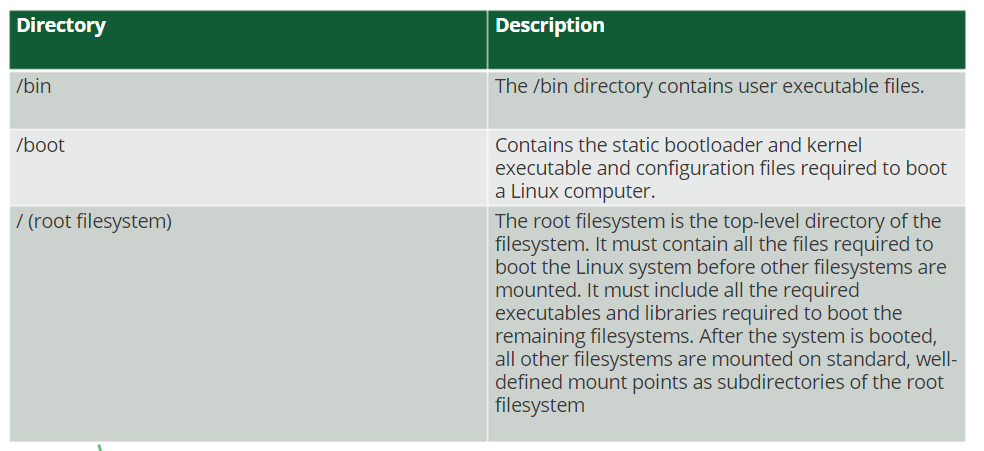 Directory
Description
/bin
The /bin directory contains user executable files.
/boot
Contains the static bootloader and kernel
executable and configuration files required to boot
a Linux computer.
/ (root filesystem)
The root filesystem is the top-level directory of the
filesystem. It must contain all the files required to
boot the Linux system before other filesystems are
mounted. It must include all the required
executables and libraries required to boot the
remaining filesystems. After the system is booted,
all other filesystems are mounted on standard, well-
defined mount points as subdirectories of the root
filesystem